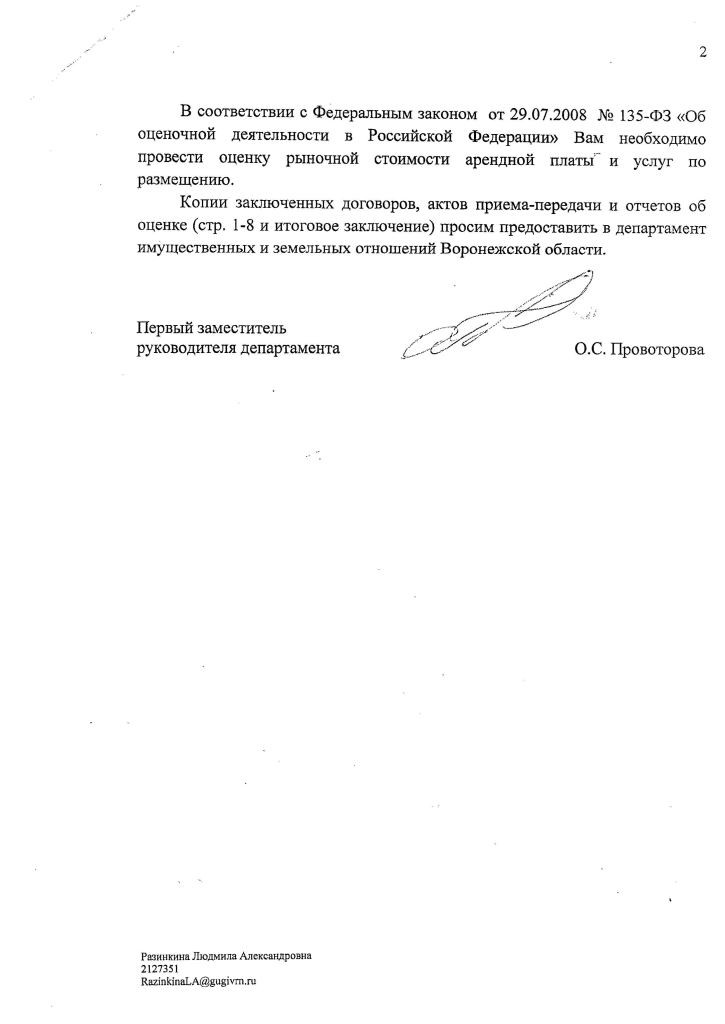 2
В соответствии с Федеральным законом от 29.07.2008 № 135-ФЗ «Об
оценочной деятельности в Российской Федерации» Вам необходимо
провести оценку рыночной стоимости арендной платы и услуг по
размещению.
Копии заключенных договоров, актов приема-передачи и отчетов об
оценке (стр. 1-8 и итоговое заключение) просим предоставить в департамент
имущественных и земельных отношений Воронежской области.
Первый заместитель
руководителя департамента
О.С. Провоторова
Разинкина Людмила Александровна
2127351
RazinkinaLA@gugivrn.ru